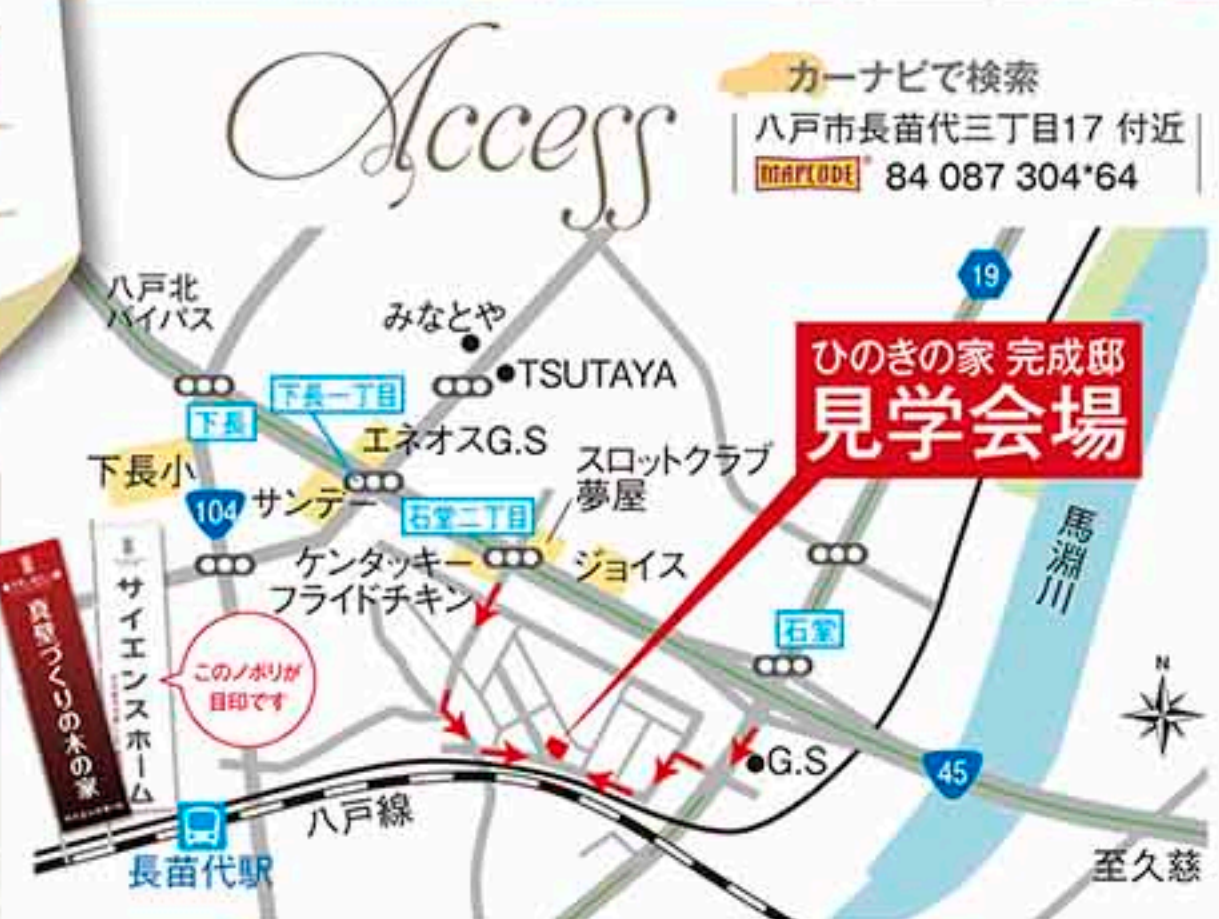 Access
カーナビで検索
八戸市長苗代三丁目17 付近
MAPCODE® 84 087 304*64
八戸北
バイパス
みなとや
TSUTAYA
19
ひのきの家 完成邸
見学会場
下長一丁目
下長
エネオスG.S
スロットクラブ
夢屋
下長小
104
サンデー
石堂二丁目
ケンタッキー
フライドチキン
ジョイス
馬淵川
石堂
真壁づくりの木の家
サイエンスホーム
このノボリが
目印です
N
G.S
45
八戸線
長苗代駅
至久慈